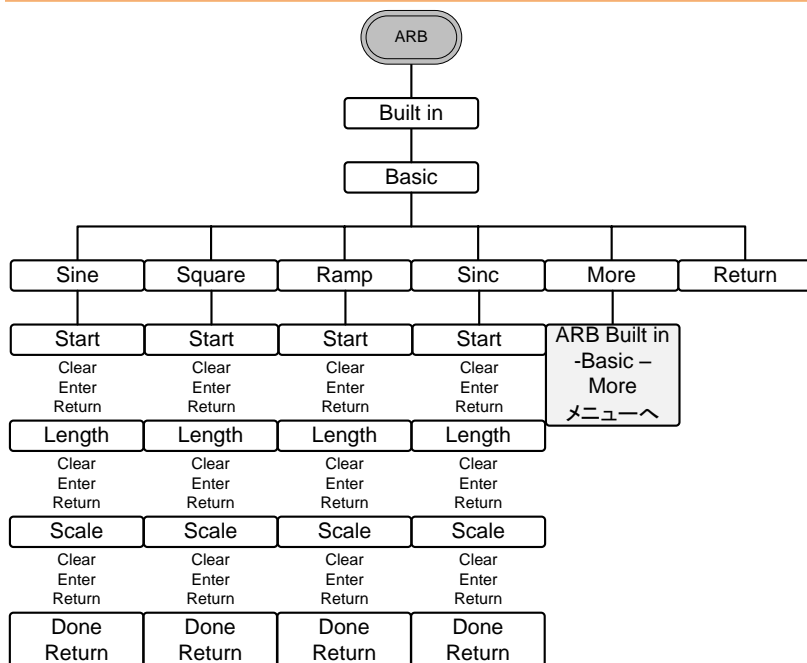 ARB
Built in
Basic
Sine Square Ramp Sinc More Return
Start Start Start Start ARB Built in
-Basic –
More
メニューへ
Clear Clear Clear Clear
Enter Enter Enter Enter
Return Return Return Return
Length Length Length Length
Clear Clear Clear Clear
Enter Enter Enter Enter
Return Return Return Return
Scale Scale Scale Scale
Clear Clear Clear Clear
Enter Enter Enter Enter
Return Return Return Return
Done Done Done Done
Return Return Return Return